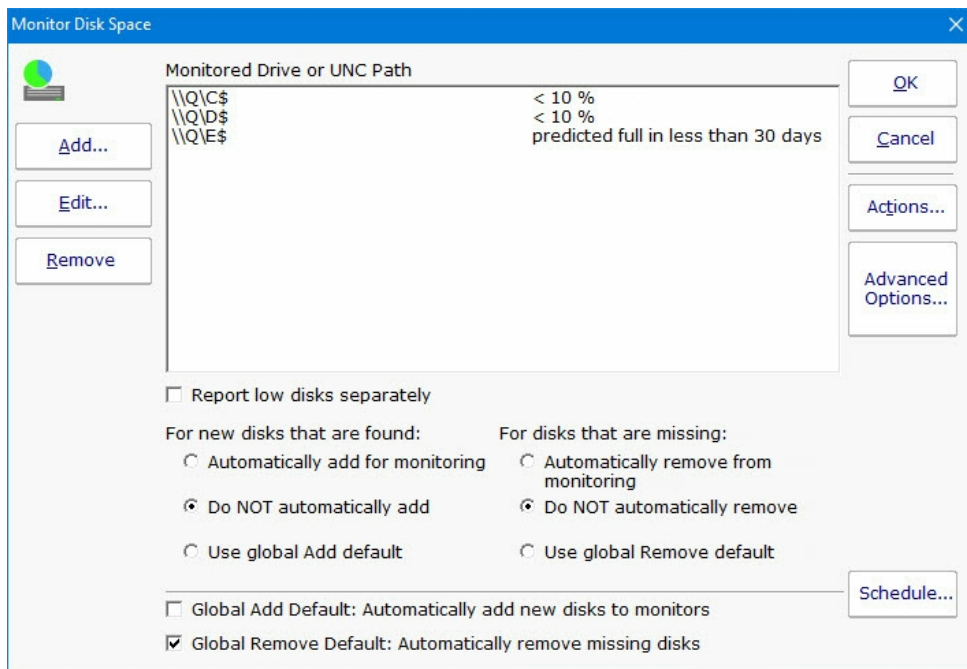 Monitor Disk Space
Monitored Drive or UNC Path
\\Q\C$ < 10 %
\\Q\D$ < 10 %
\\Q\E$ predicted full in less than 30 days
Add...
Edit...
Remove
OK
Cancel
Actions...
Advanced
Options...
Report low disks separately
For new disks that are found:
Automatically add for monitoring
Do NOT automatically add
Use global Add default
For disks that are missing:
Automatically remove from
monitoring
Do NOT automatically remove
Use global Remove default
Schedule...
Global Add Default: Automatically add new disks to monitors
Global Remove Default: Automatically remove missing disks